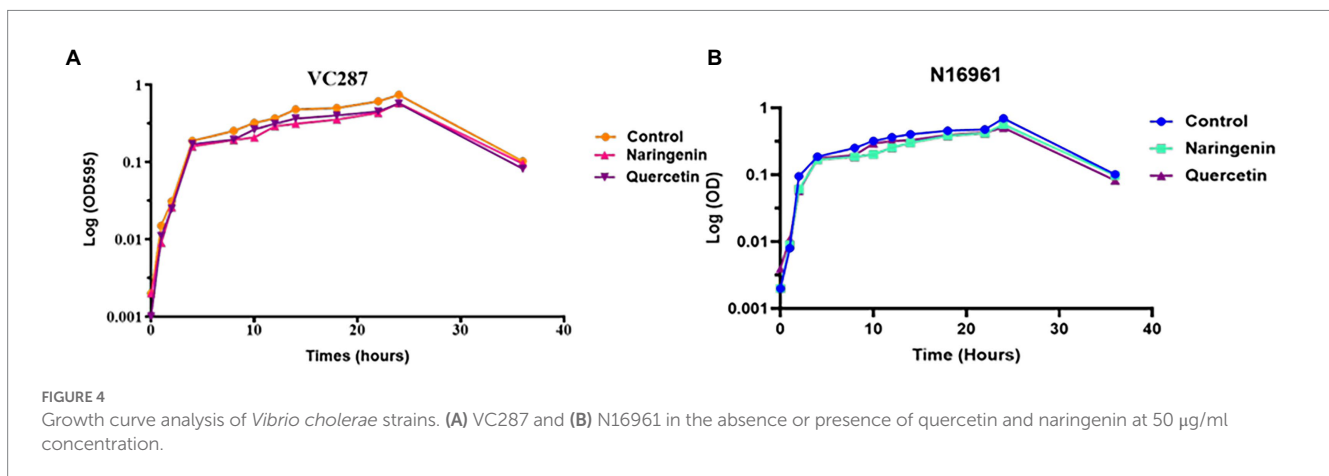 A
VC287
Log (OD595)
1
0.1
0.01
0.001
0
10
20
30
40
Times (hours)
Control
Naringenin
Quercetin
B
N16961
Log (OD)
1
0.1
0.01
0.001
0
10
20
30
40
Time (Hours)
Control
Naringenin
Quercetin
FIGURE 4
Growth curve analysis of Vibrio cholerae strains. (A) VC287 and (B) N16961 in the absence or presence of quercetin and naringenin at 50 μg/ml
concentration.